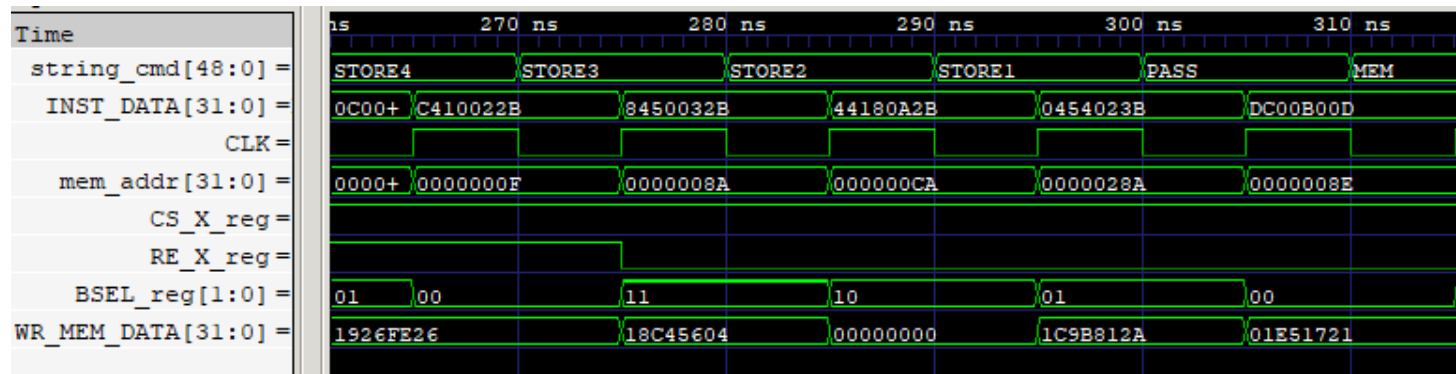 Time ns 270 ns 280 ns 290 ns 300 ns 310 ns
string_cmd[48:0] = STORE4 STORE3 STORE2 STORE1 PASS MEM
INST_DATA[31:0] = 0C00+ C410022B 8450032B 44180A2B 0454023B DC00B00D
CLK =
mem_addr[31:0] = 0000+ 0000000F 0000008A 000000CA 0000028A 0000008E
CS_X_reg =
RE_X_reg =
BSEL_reg[1:0] = 01 00 11 10 01 00
WR_MEM_DATA[31:0] = 1926FE26 18C45604 00000000 1C9B812A 01E51721